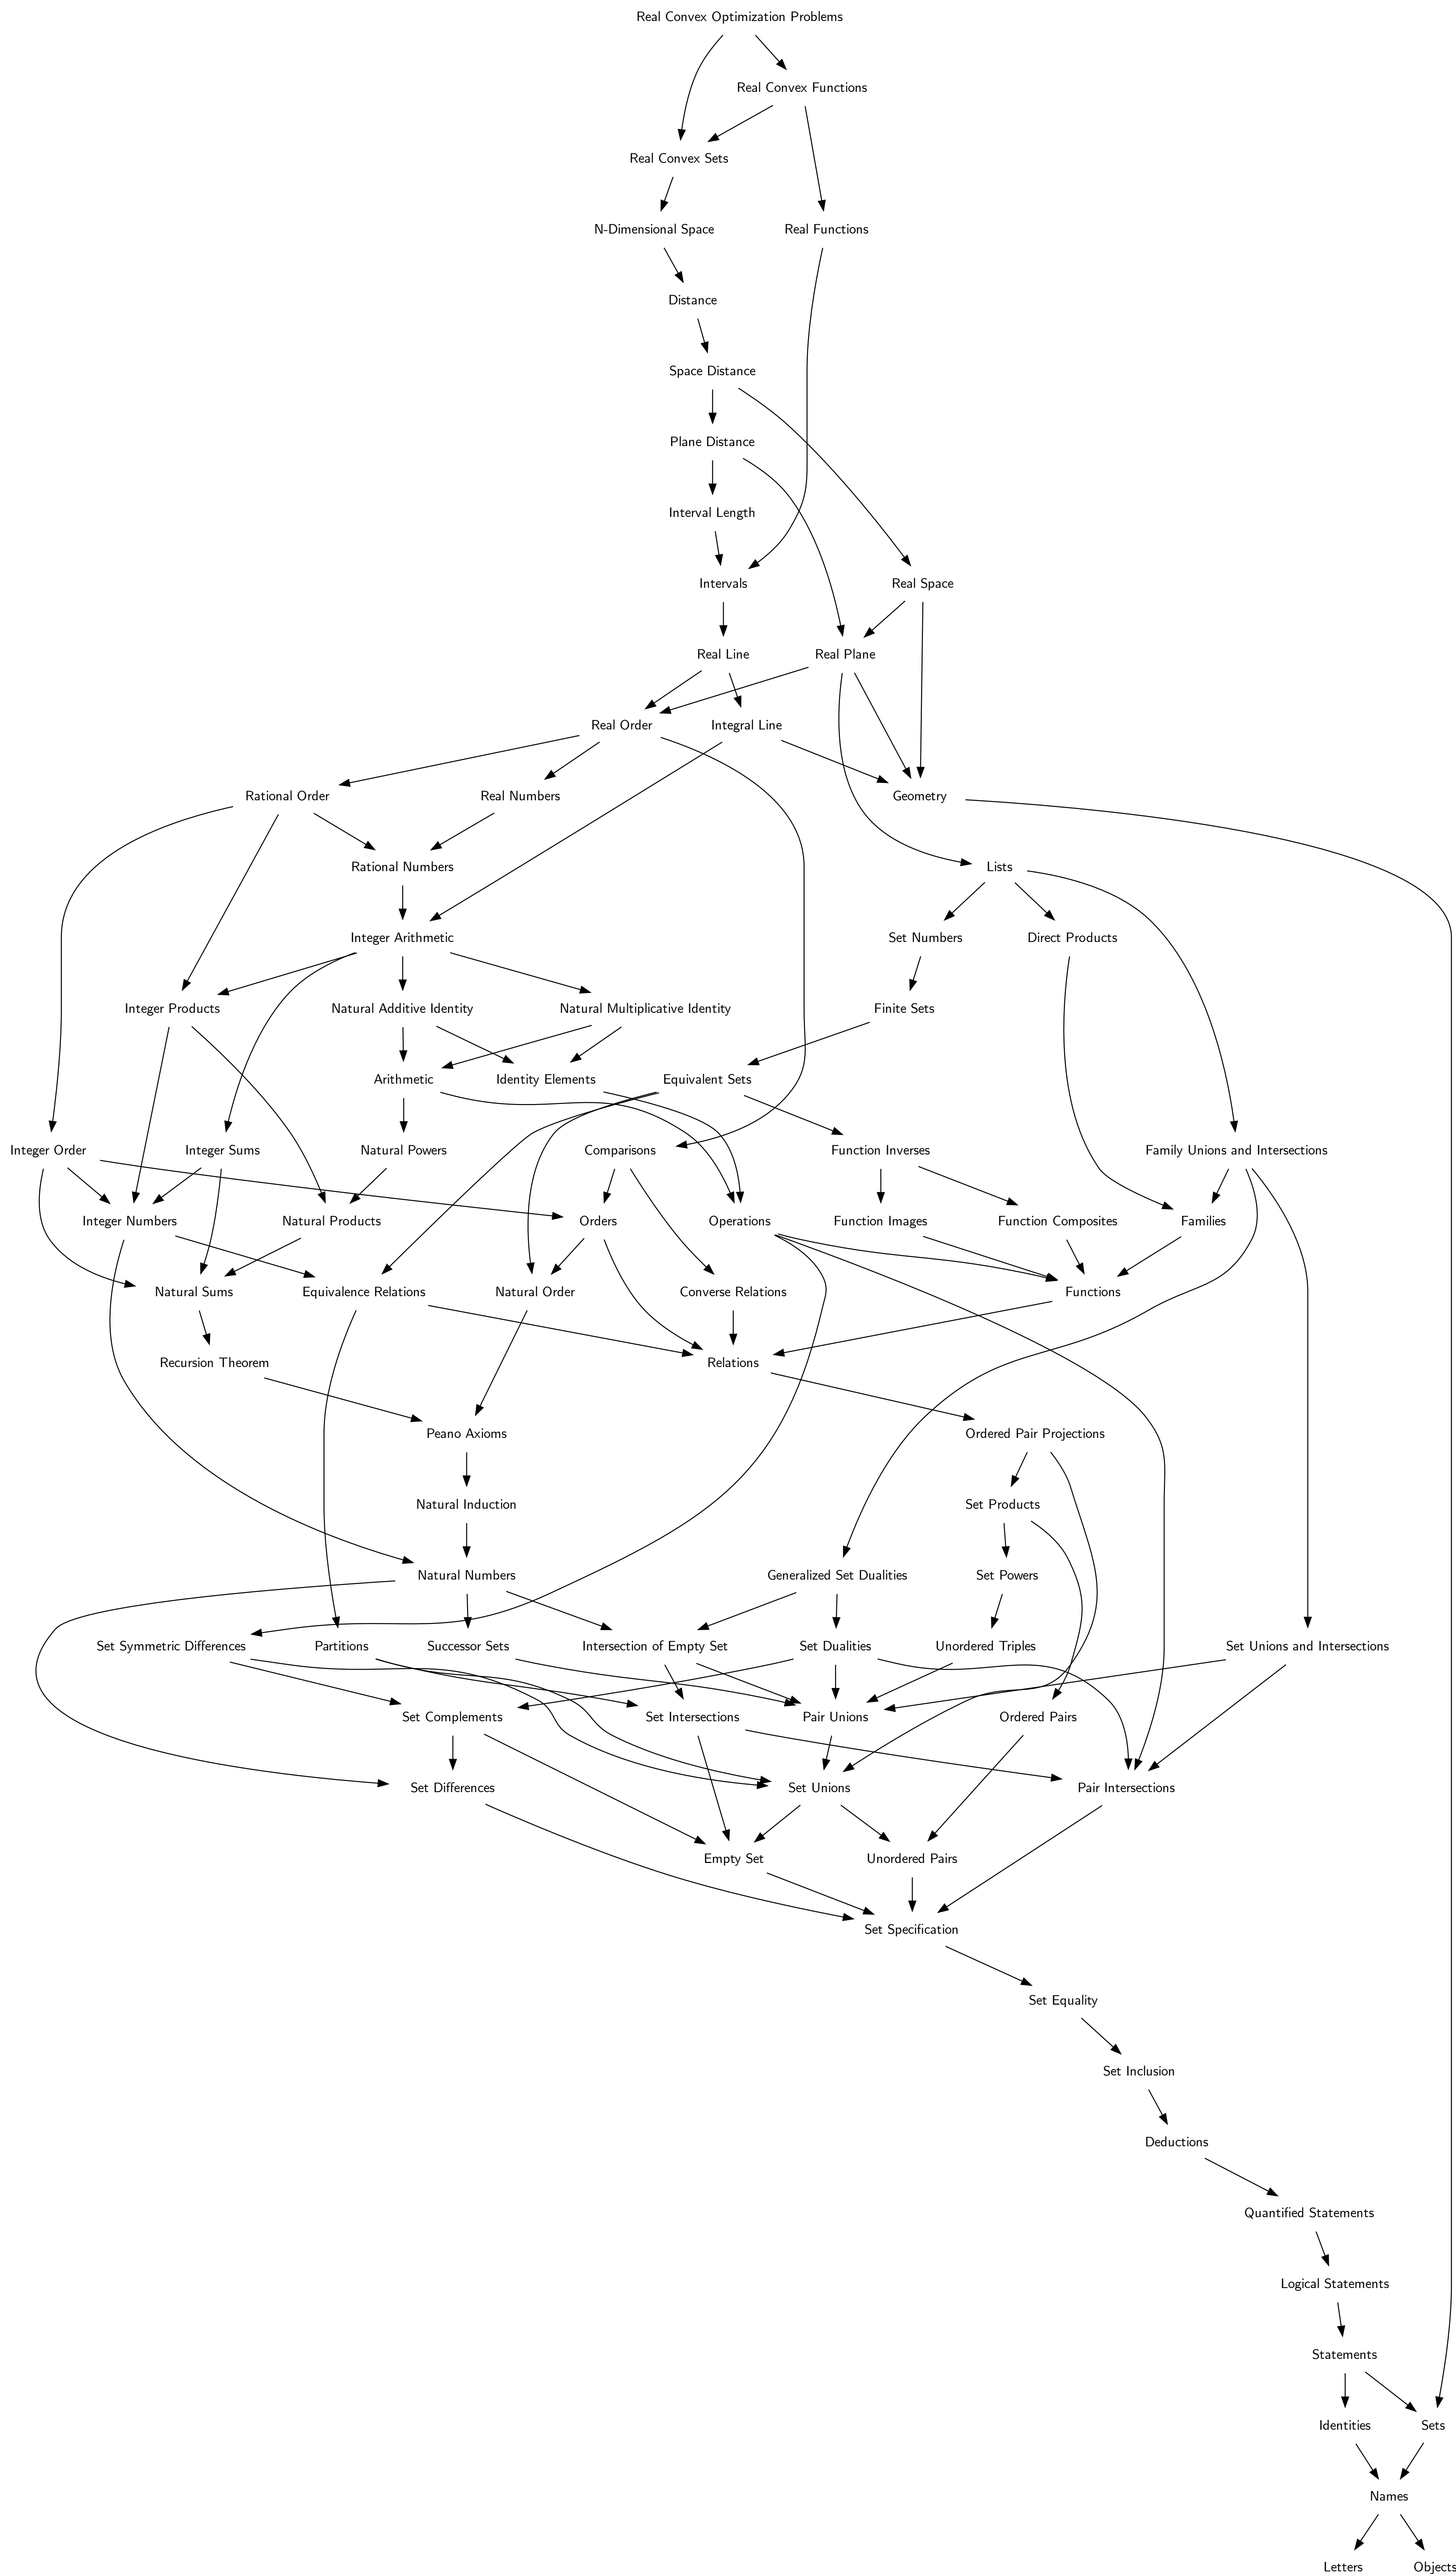 Real Convex Optimization Problems
Real Convex Functions
Real Convex Sets
N-Dimensional Space
Real Functions
Distance
Space Distance
Plane Distance
Interval Length
Intervals
Real Space
Real Line
Real Plane
Real Order
Integral Line
Rational Order
Real Numbers
Geometry
Rational Numbers
Lists
Integer Arithmetic
Set Numbers
Direct Products
Integer Products
Natural Additive Identity
Natural Multiplicative Identity
Finite Sets
Arithmetic
Identity Elements
Equivalent Sets
Integer Order
Integer Sums
Natural Powers
Comparisons
Function Inverses
Family Unions and Intersections
Integer Numbers
Natural Products
Orders
Operations
Function Images
Function Composites
Families
Natural Sums
Equivalence Relations
Natural Order
Converse Relations
Functions
Recursion Theorem
Relations
Peano Axioms
Ordered Pair Projections
Natural Induction
Set Products
Natural Numbers
Generalized Set Dualities
Set Powers
Set Symmetric Differences
Partitions
Successor Sets
Intersection of Empty Set
Set Dualities
Unordered Triples
Set Unions and Intersections
Set Complements
Set Intersections
Pair Unions
Ordered Pairs
Set Differences
Set Unions
Pair Intersections
Empty Set
Unordered Pairs
Set Specification
Set Equality
Set Inclusion
Deductions
Quantified Statements
Logical Statements
Statements
Identities
Sets
Names
Letters
Objects